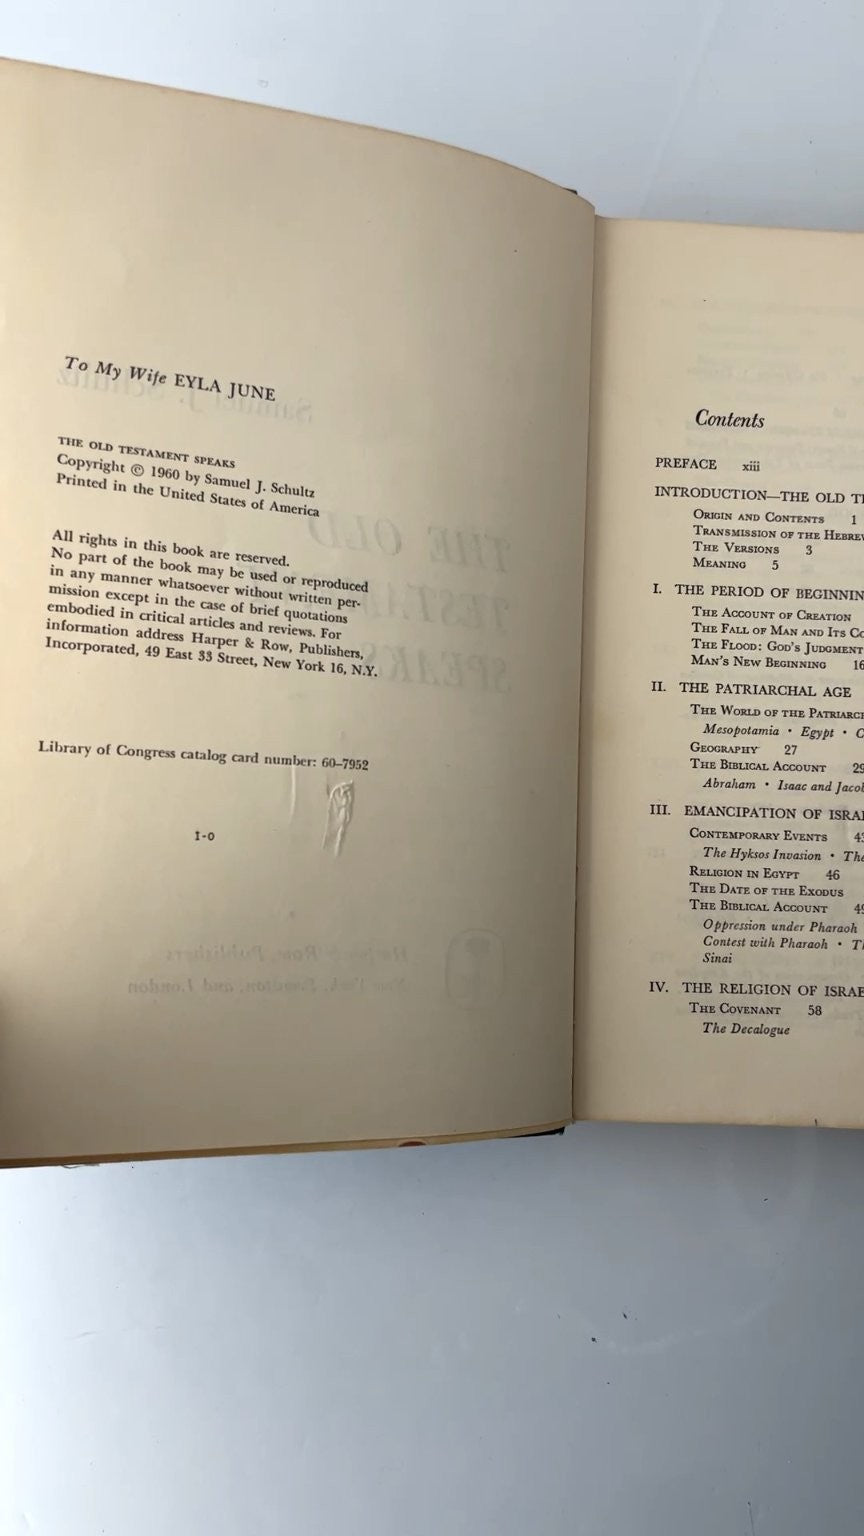 To My Wife EYLA JUNE
THE OLD TESTAMENT SPEAKS
Copyright © 1960 by Samuel J. Schultz
Printed in the United States of America
All rights in this book are reserved.
No part of the book may be used or reproduced
in any manner whatsoever without written per-
mission except in the case of brief quotations
embodied in critical articles and reviews. For
information address Harper & Row, Publishers,
Incorporated, 49 East 33 Street, New York 16, N.Y.
Library of Congress catalog card number: 60-7952
I-O
Contents
PREFACE xiii
INTRODUCTION—THE OLD
ORIGIN AND CONTENTS 1
TRANSMISSION OF THE
THE VERSIONS 3
MEANING 5
I. THE PERIOD OF
THE ACCOUNT OF CREATION
THE FALL OF MAN AND ITS
THE FLOOD: GOD'S JUDGMENT
MAN'S NEW BEGINNING 16
II. THE PATRIARCHAL AGE
THE WORLD OF THE
Mesopotamia • Egypt •
GEOGRAPHY 27
THE BIBLICAL ACCOUNT 29
Abraham • Isaac and
III. EMANCIPATION OF
CONTEMPORARY EVENTS
The Hyksos Invasion •
RELIGION IN EGYPT 46
THE DATE OF THE EXODUS
THE BIBLICAL ACCOUNT 49
Oppression under Pharaoh
Contest with Pharaoh •
Sinai
IV. THE RELIGION OF
THE COVENANT 58
The Decalogue